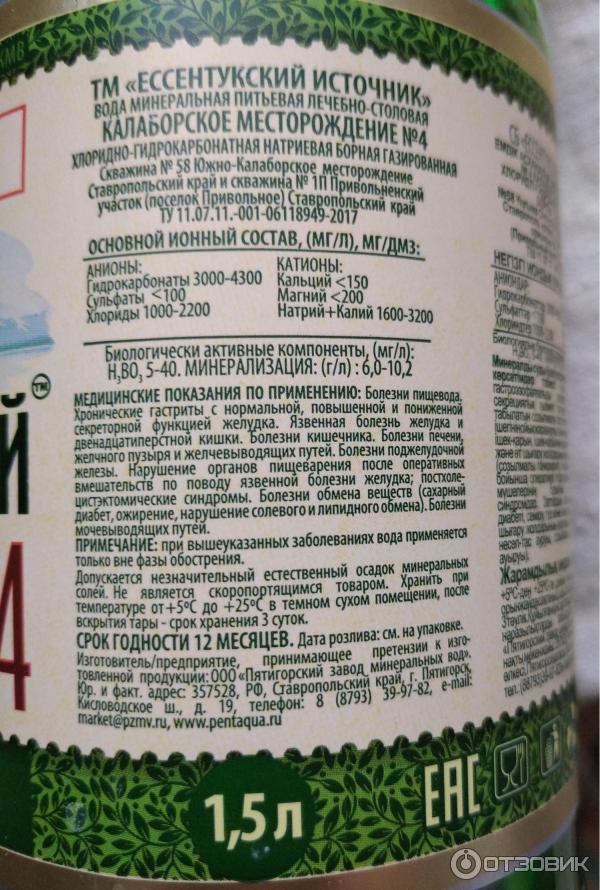 КМВ
ТМ «ЕССЕНТУКСКИЙ ИСТОЧНИК»
ВОДА МИНЕРАЛЬНАЯ ПИТЬЕВАЯ ЛЕЧЕБНО-СТОЛОВАЯ
КАЛАБОРСКОЕ МЕСТОРОЖДЕНИЕ №4
ХЛОРИДНО-ГИДРОКАРБОНАТНАЯ НАТРИЕВАЯ БОРНАЯ ГАЗИРОВАННАЯ
Скважина № 58 Южно-Калаборское месторождение
Ставропольский край и скважина № 1П Привольненский
участок (поселок Привольное) Ставропольский край
ТУ 11.07.11.-001-06118949-2017
ОСНОВНОЙ ИОННЫЙ СОСТАВ, (МГ/Л), МГ/ДМ3:
АНИОНЫ:
Гидрокарбонаты 3000-4300
Сульфаты <100
Хлориды 1000-2200
КАТИОНЫ:
Кальций <150
Магний <200
Натрий+Калий 1600-3200
Биологически активные компоненты, (мг/л):
H₃BO₃ 5-40. МИНЕРАЛИЗАЦИЯ: (г/л) : 6,0-10,2
МЕДИЦИНСКИЕ ПОКАЗАНИЯ ПО ПРИМЕНЕНИЮ: Болезни пищевода.
Хронические гастриты с нормальной, повышенной и пониженной
секреторной функцией желудка. Язвенная болезнь желудка и
двенадцатиперстной кишки. Болезни кишечника. Болезни печени,
желчного пузыря и желчевыводящих путей. Болезни поджелудочной
железы. Нарушение органов пищеварения после оперативных
вмешательств по поводу язвенной болезни желудка; постхоле-
цистэктомические синдромы. Болезни обмена веществ (сахарный
диабет, ожирение, нарушение солевого и липидного обмена). Болезни
мочевыводящих путей.
ПРИМЕЧАНИЕ: при вышеуказанных заболеваниях вода применяется
только вне фазы обострения.
Допускается незначительный естественный осадок минеральных
солей. Не является скоропортящимся товаром. Хранить при
температуре от +5°С до +25°С в темном сухом помещении, после
вскрытия тары - срок хранения 3 суток.
СРОК ГОДНОСТИ 12 МЕСЯЦЕВ. Дата розлива: см. на упаковке.
Изготовитель/предприятие, принимающее претензии к изго-
товленной продукции: ООО «Пятигорский завод минеральных вод».
Юр. и факт. адрес: 357528, РФ, Ставропольский край, г. Пятигорск,
Кисловодское ш., д. 19, телефон: 8 (8793) 39-97-82, e-mail:
market@pzmv.ru, www.pentaqua.ru
1,5 л
EAC
Й
™
4
ОТЗОВИК